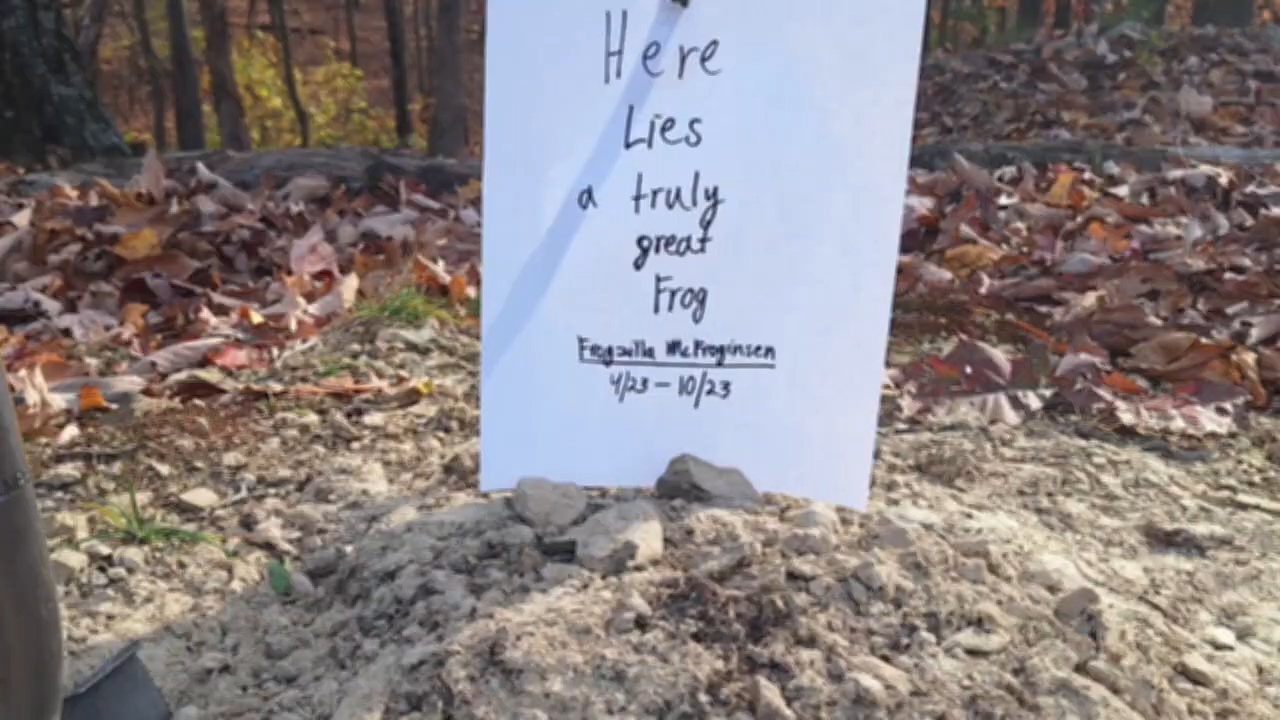 Here
Lies
a truly
great
Frog
Frogzilla McFroginsen
4/23 - 10/23